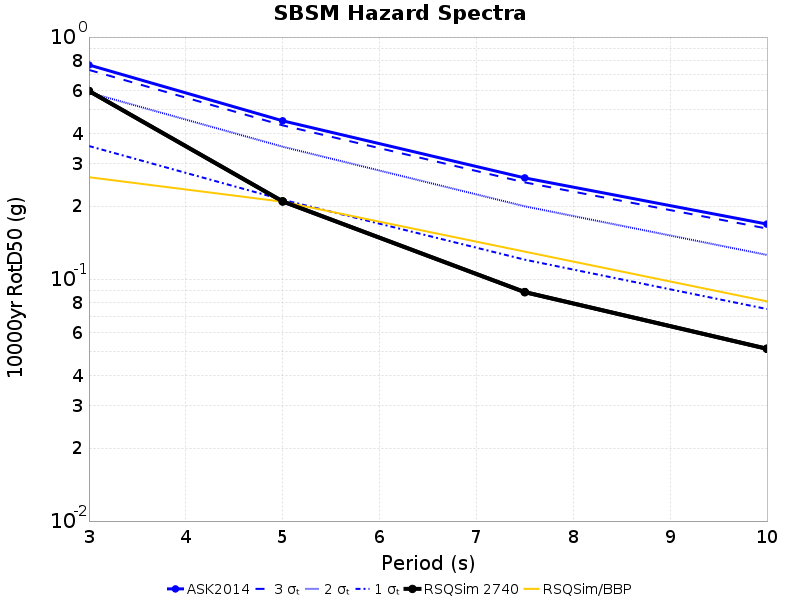 SBSM Hazard Spectra
10000yr RotD50 (g)
10⁰
8
6
4
3
2
10⁻¹
8
6
4
3
2
10⁻²
3 4 5 6 7 8 9 10
Period (s)
ASK2014 3 σₜ 2 σₜ 1 σₜ RSQSim 2740 RSQSim/BBP